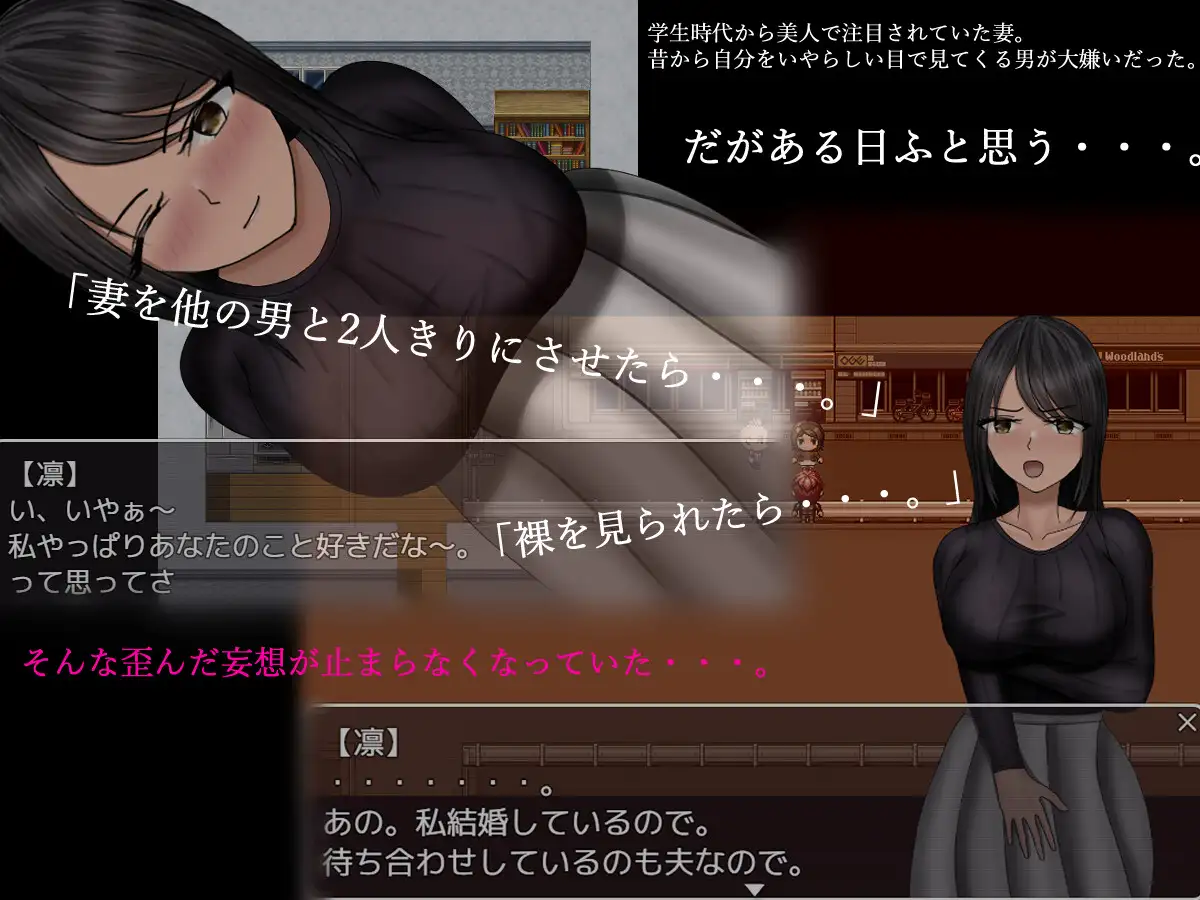 学生時代から美人で注目されていた妻。
昔から自分をいやらしい目で見てくる男が大嫌いだった。
だがある日ふと思う・・・。
「妻を他の男と2人きりにさせたら・・・。」
「裸を見られたら・・・。」
Woodlands
【凛】
い、いやぁ～
私やっぱりあなたのこと好きだな～。
って思ってさ
そんな歪んだ妄想が止まらなくなっていた・・・。
【凛】
・・・・・・・。
あの。私結婚しているので。
待ち合わせしているのも夫なので。